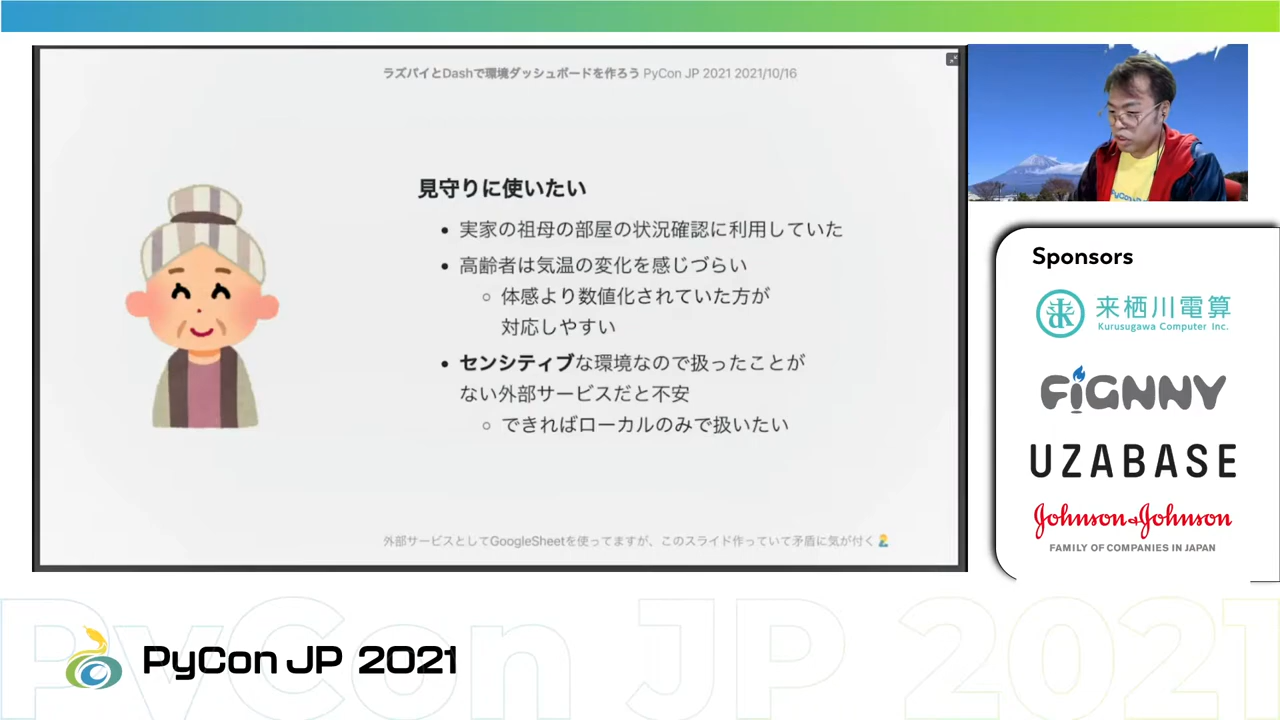 ラズパイとDashで環境ダッシュボードを作ろう PyCon JP 2021 2021/10/16
見守りに使いたい
• 実家の祖母の部屋の状況確認に利用していた
• 高齢者は気温の変化を感じづらい
○ 体感より数値化されていた方が
対応しやすい
• センシティブな環境なので扱ったことが
ない外部サービスだと不安
○ できればローカルのみで扱いたい
外部サービスとしてGoogleSheetを使ってますが、このスライド作っていて矛盾に気が付く
Sponsors
来栖川電算
Kurusugawa Computer Inc.
FiGNNY
UZABASE
Johnson&Johnson
FAMILY OF COMPANIES IN JAPAN
PyCon JP 2021
PyCon JP 2021